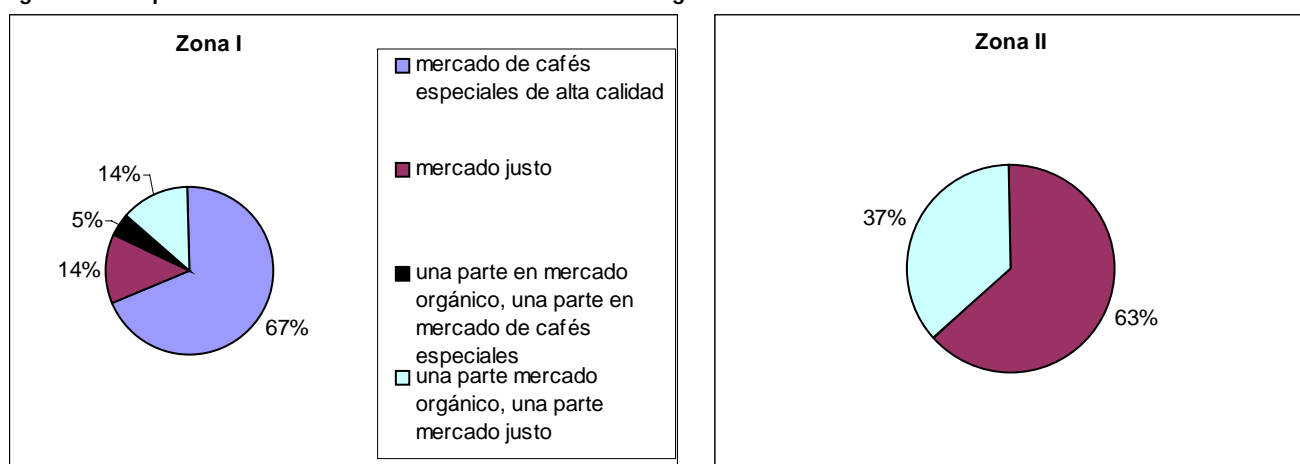 Zona I
mercado de cafés
especiales de alta calidad
mercado justo
una parte en mercado
orgánico, una parte en
mercado de cafés
especiales
una parte mercado
orgánico, una parte
mercado justo
14%
5%
14%
67%
Zona II
37%
63%